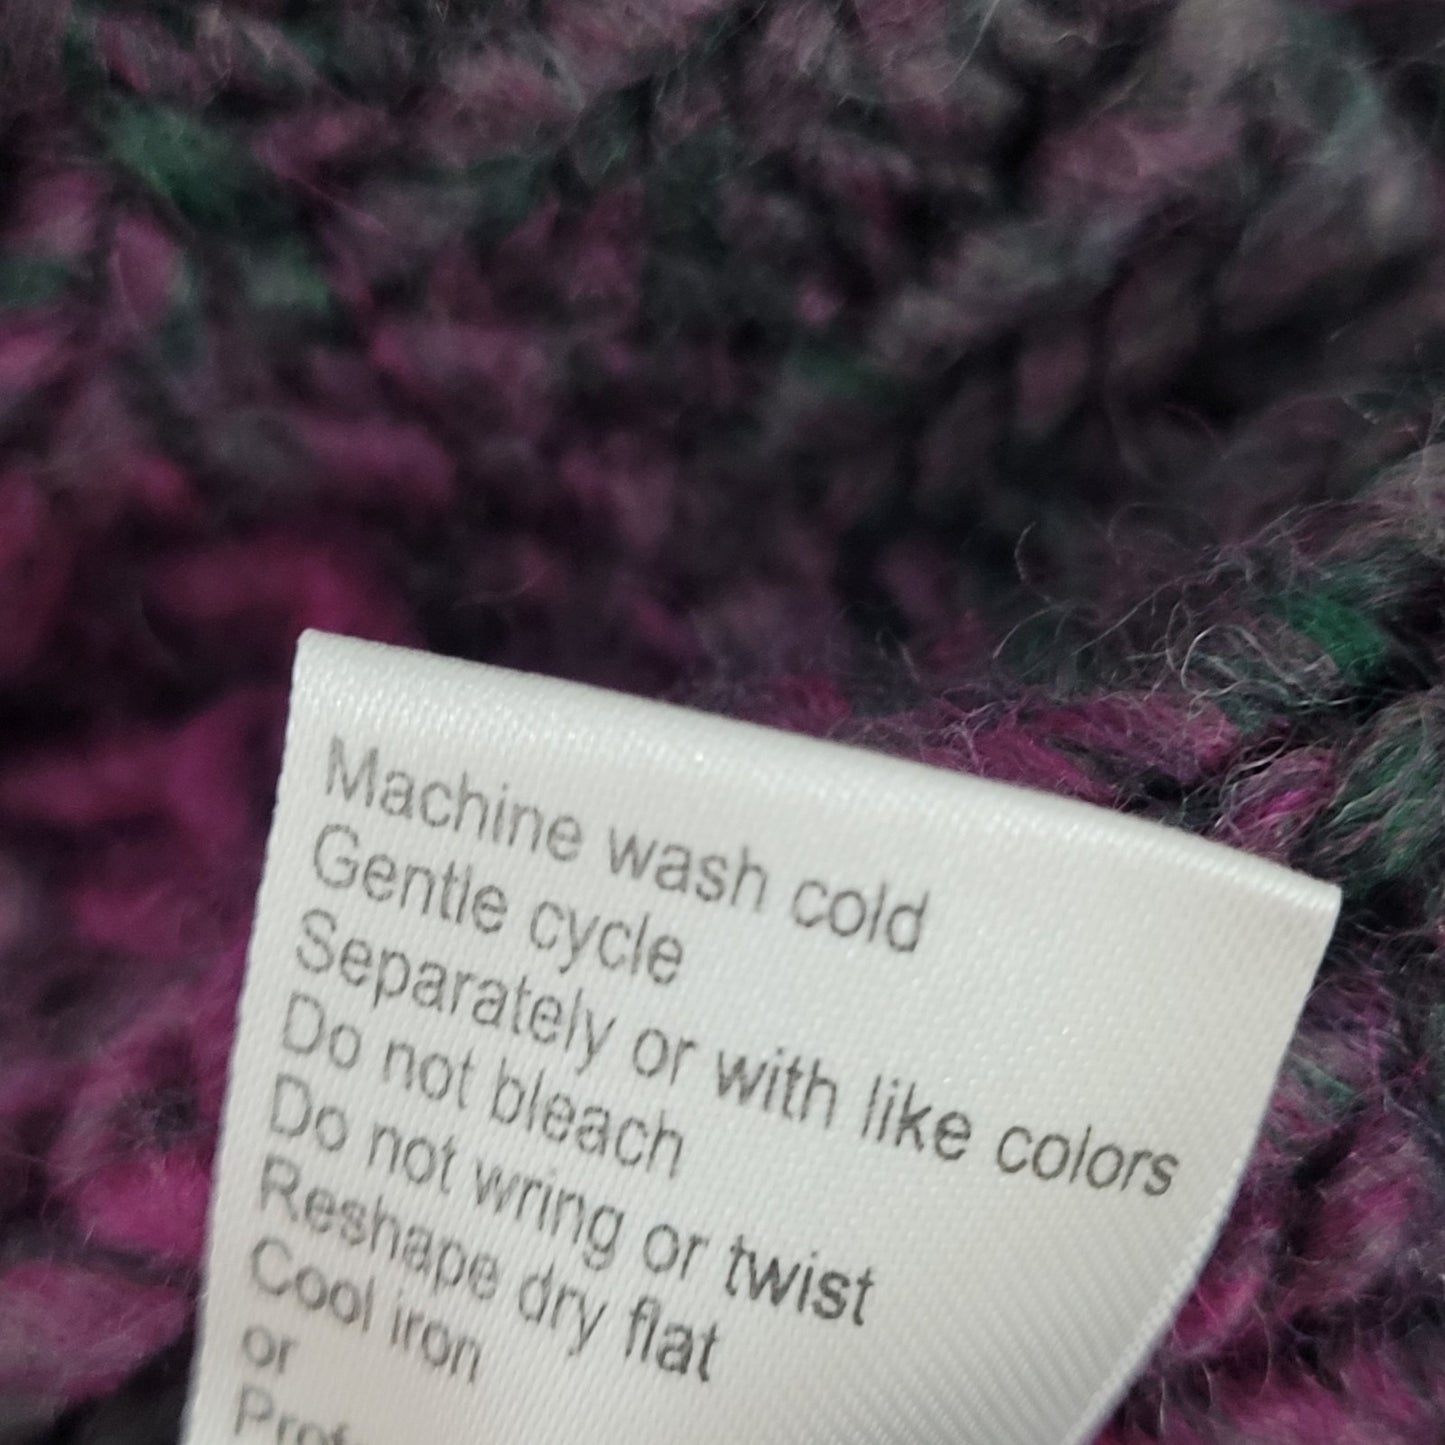 Machine wash cold
Gentle cycle
Separately or with like colors
Do not bleach
Do not wring or twist
Reshape dry flat
Cool iron
or